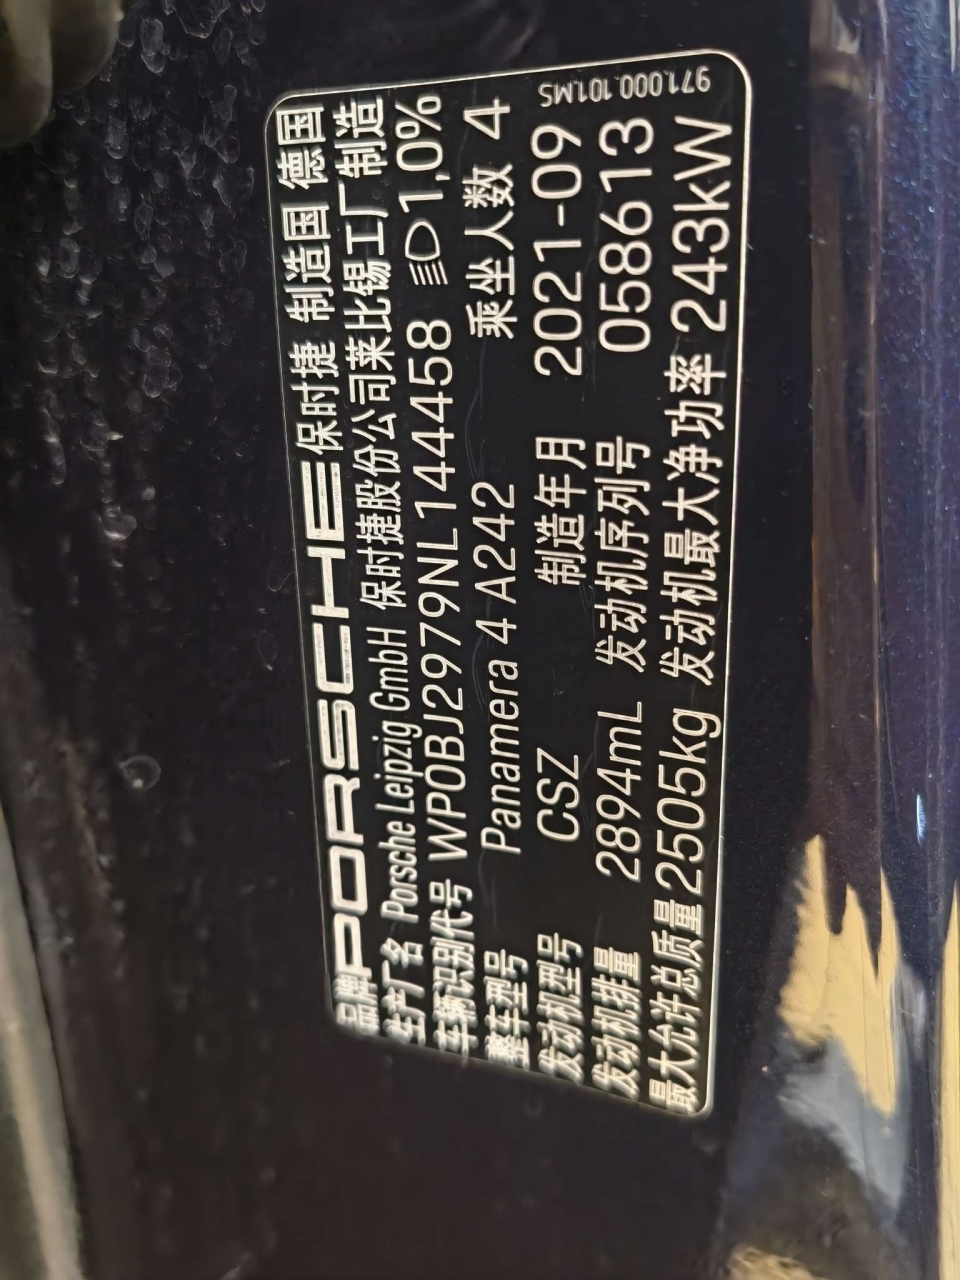 品牌 PORSCHE 保时捷 制造国 德国
生产厂名 Porsche Leipzig GmbH 保时捷股份公司莱比锡工厂制造
车辆识别代号 WP0BJ2979NL144458 1,0%
整车型号 Panamera 4 A242 乘坐人数 4
发动机型号 CSZ 制造年月 2021-09
发动机排量 2894mL 发动机序列号 058613
最大允许总质量 2505kg 发动机最大净功率 243kW
971.000.101.MS